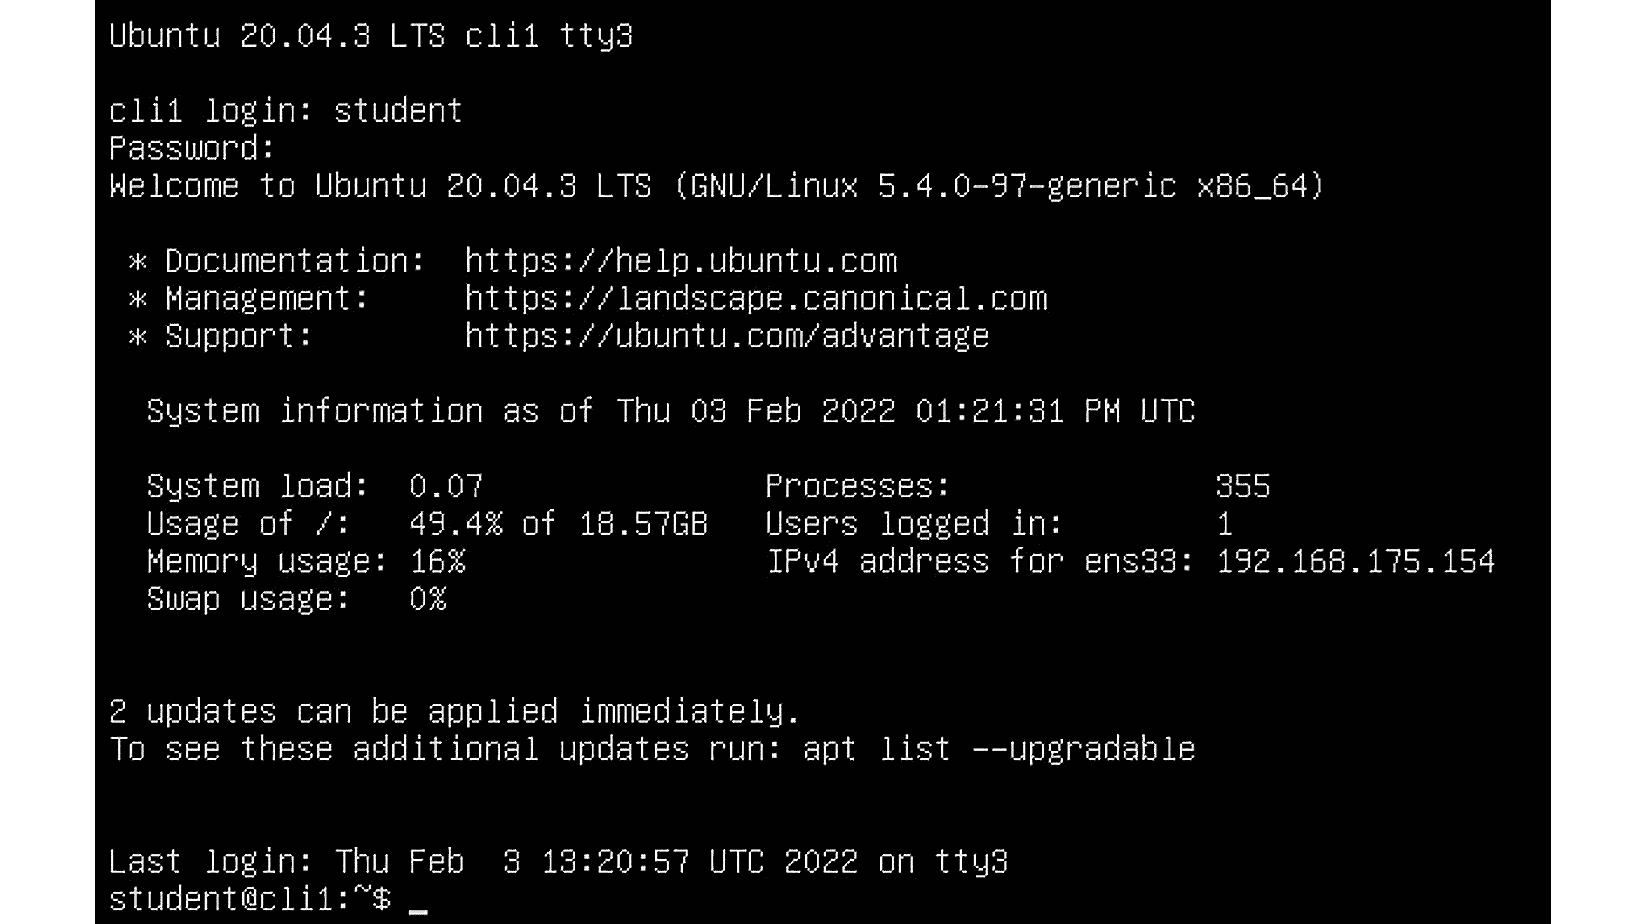 Ubuntu 20.04.3 LTS cli1 tty3
cli1 login: student
Password:
Welcome to Ubuntu 20.04.3 LTS (GNU/Linux 5.4.0-97-generic x86_64)
* Documentation:  https://help.ubuntu.com
* Management:     https://landscape.canonical.com
* Support:        https://ubuntu.com/advantage
System information as of Thu 03 Feb 2022 01:21:31 PM UTC
System load:  0.07               Processes:              355
Usage of /:   49.4% of 18.57GB   Users logged in:        1
Memory usage: 16%                IPv4 address for ens33: 192.168.175.154
Swap usage:   0%
2 updates can be applied immediately.
To see these additional updates run: apt list --upgradable
Last login: Thu Feb  3 13:20:57 UTC 2022 on tty3
student@cli1:~$ _